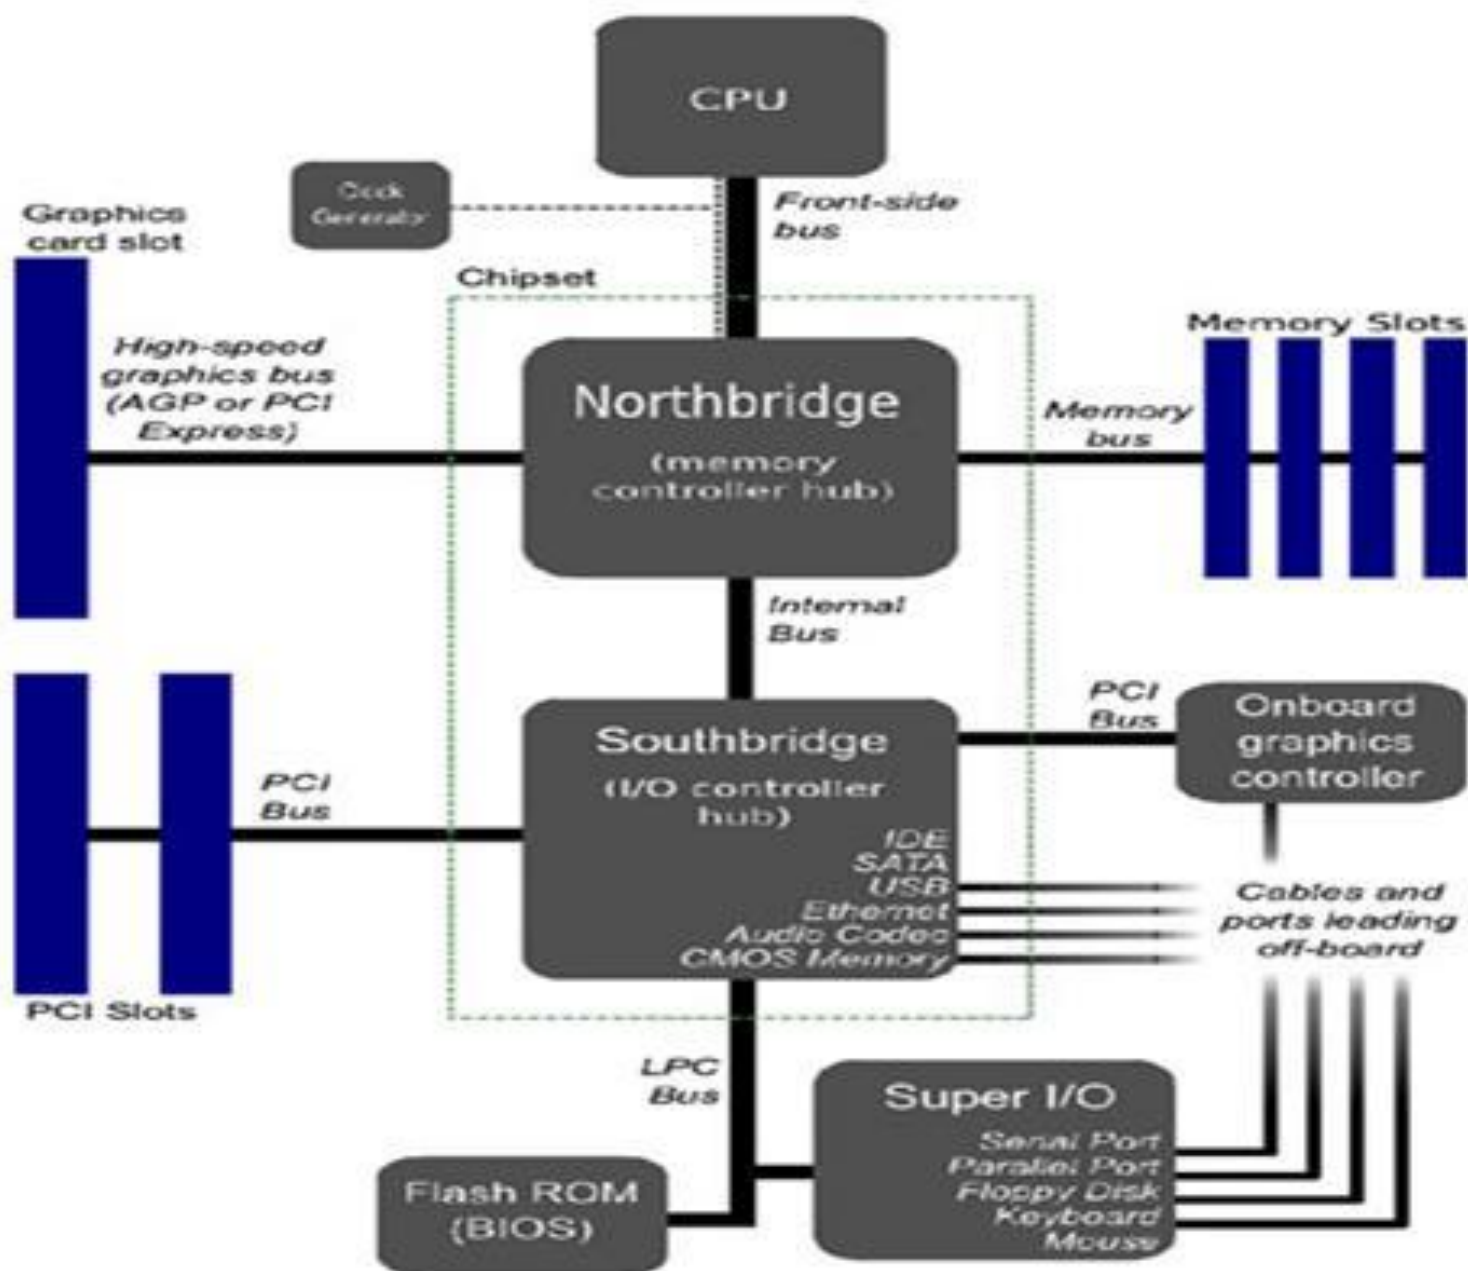 CPU
Clock
Generator
Front-side
bus
Graphics
card slot
Chipset
High-speed
graphics bus
(AGP or PCI
Express)
Northbridge
(memory
controller hub)
Memory Slots
Memory
bus
Internal
Bus
PCI
Bus
Onboard
graphics
controller
Southbridge
(I/O controller
hub)
IDE
SATA
USB
Ethernet
Audio Codec
CMOS Memory
PCI
Bus
PCI Slots
Cables and
ports leading
off-board
LPC
Bus
Super I/O
Serial Port
Parallel Port
Floppy Disk
Keyboard
Mouse
Flash ROM
(BIOS)